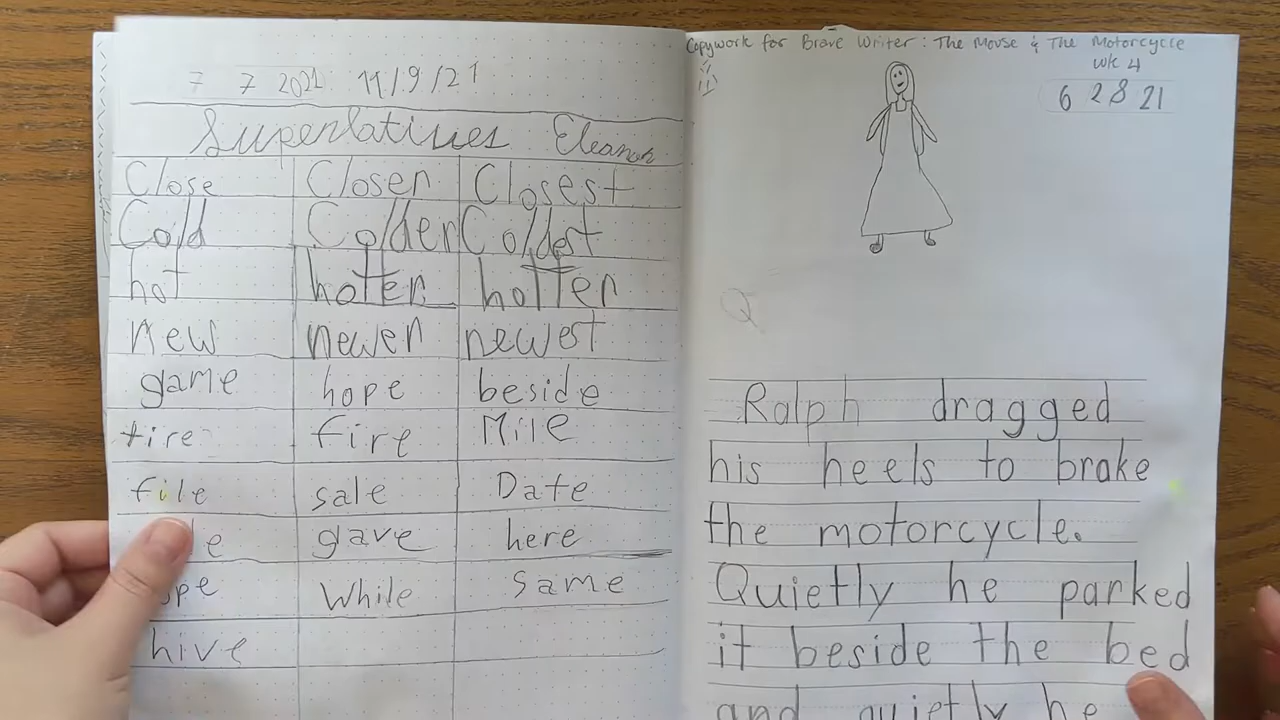 7 7 2021 11/9/21
Superlatives Eleanor
Close Closer Closest
Cold Colder Coldest
hot hotter hotter
new newer newest
game hope beside
tire fire Mile
file sale Date
gave here
While Same
hive
Copywork for Brave Writer: The Mouse & The Motorcycle
Wk 4
6 28 21
Q
Ralph dragged
his heels to brake
the motorcycle.
Quietly he parked
it beside the bed
and quietly he